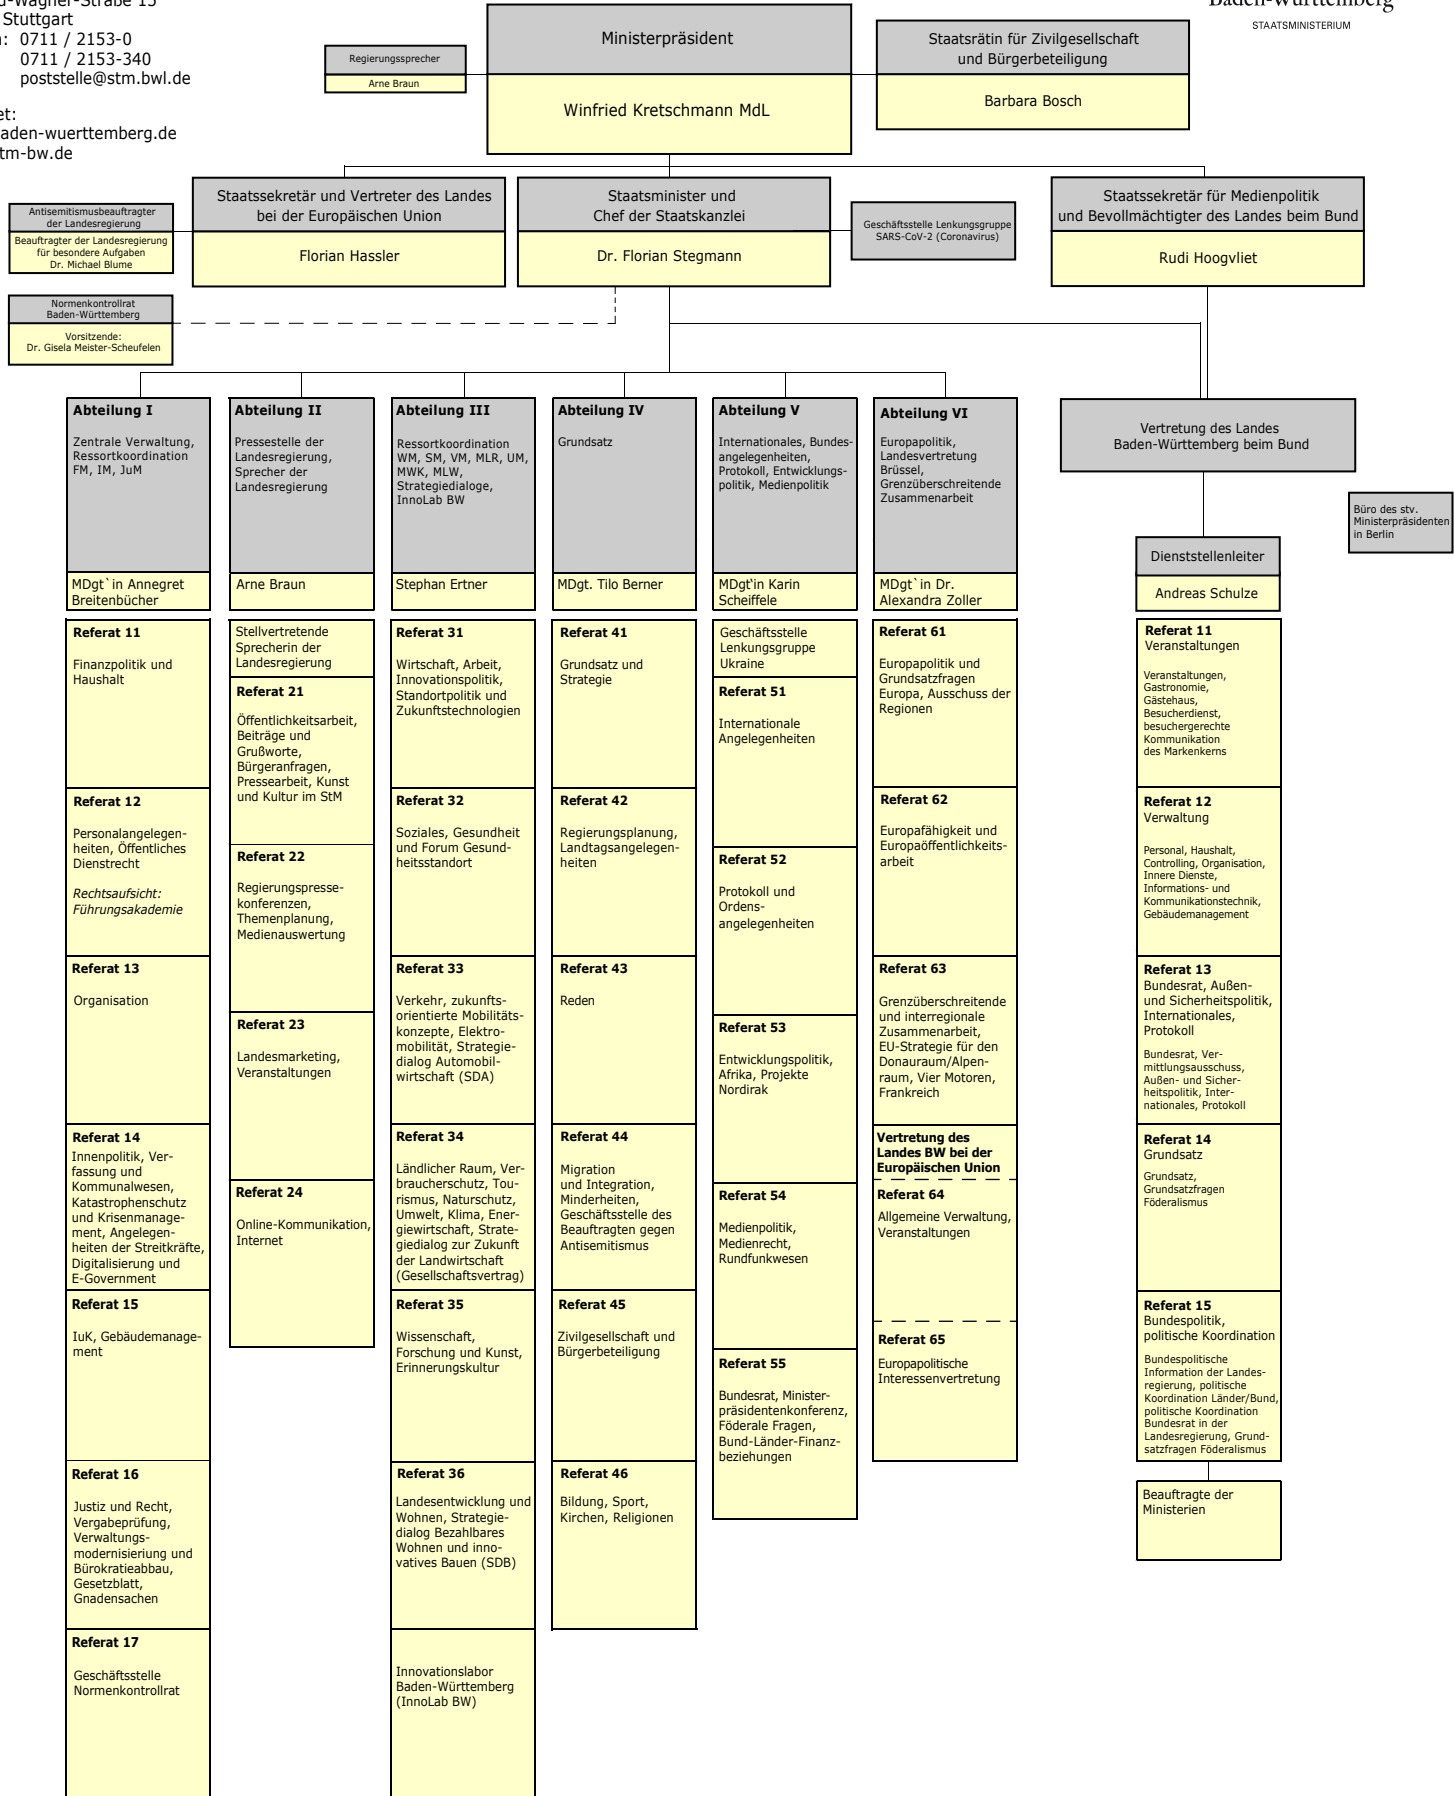 Stuttgart
0711 / 2153-0
0711 / 2153-340
poststelle@stm.bwl.de
Baden-Württemberg
STAATSMINISTERIUM
Ministerpräsident
Winfried Kretschmann MdL
Regierungssprecher
Arne Braun
Staatsrätin für Zivilgesellschaft
und Bürgerbeteiligung
Barbara Bosch
Staatssekretär und Vertreter des Landes
bei der Europäischen Union
Florian Hassler
Staatsminister und
Chef der Staatskanzlei
Dr. Florian Stegmann
Staatssekretär für Medienpolitik
und Bevollmächtigter des Landes beim Bund
Rudi Hoogvliet
Antisemitismusbeauftragter
der Landesregierung
Beauftragter der Landesregierung
für besondere Aufgaben
Dr. Michael Blume
Geschäftsstelle Lenkungsgruppe
SARS-CoV-2 (Coronavirus)
Normenkontrollrat
Baden-Württemberg
Vorsitzende:
Dr. Gisela Meister-Scheufelen
Abteilung I
Zentrale Verwaltung,
Ressortkoordination
FM, IM, JuM
MDgt`in Annegret
Breitenbücher
Referat 11
Finanzpolitik und
Haushalt
Referat 12
Personalangelegen-
heiten, Öffentliches
Dienstrecht
Rechtsaufsicht:
Führungsakademie
Referat 13
Organisation
Referat 14
Innenpolitik, Ver-
fassung und
Kommunalwesen,
Katastrophenschutz
und Krisenmanage-
ment, Angelegen-
heiten der Streitkräfte,
Digitalisierung und
E-Government
Referat 15
IuK, Gebäudemanage-
ment
Referat 16
Justiz und Recht,
Vergabeprüfung,
Verwaltungs-
modernisieriung und
Bürokratieabbau,
Gesetzblatt,
Gnadensachen
Referat 17
Geschäftsstelle
Normenkontrollrat
Abteilung II
Pressestelle der
Landesregierung,
Sprecher der
Landesregierung
Arne Braun
Stellvertretende
Sprecherin der
Landesregierung
Referat 21
Öffentlichkeitsarbeit,
Beiträge und
Grußworte,
Bürgeranfragen,
Pressearbeit, Kunst
und Kultur im StM
Referat 22
Regierungspresse-
konferenzen,
Themenplanung,
Medienauswertung
Referat 23
Landesmarketing,
Veranstaltungen
Referat 24
Online-Kommunikation,
Internet
Abteilung III
Ressortkoordination
WM, SM, VM, MLR, UM,
MWK, MLW,
Strategiedialoge,
InnoLab BW
Stephan Ertner
Referat 31
Wirtschaft, Arbeit,
Innovationspolitik,
Standortpolitik und
Zukunftstechnologien
Referat 32
Soziales, Gesundheit
und Forum Gesund-
heitsstandort
Referat 33
Verkehr, zukunfts-
orientierte Mobilitäts-
konzepte, Elektro-
mobilität, Strategie-
dialog Automobil-
wirtschaft (SDA)
Referat 34
Ländlicher Raum, Ver-
braucherschutz, Tou-
rismus, Naturschutz,
Umwelt, Klima, Ener-
giewirtschaft, Strate-
giedialog zur Zukunft
der Landwirtschaft
(Gesellschaftsvertrag)
Referat 35
Wissenschaft,
Forschung und Kunst,
Erinnerungskultur
Referat 36
Landesentwicklung und
Wohnen, Strategie-
dialog Bezahlbares
Wohnen und inno-
vatives Bauen (SDB)
Innovationslabor
Baden-Württemberg
(InnoLab BW)
Abteilung IV
Grundsatz
MDgt. Tilo Berner
Referat 41
Grundsatz und
Strategie
Referat 42
Regierungsplanung,
Landtagsangelegen-
heiten
Referat 43
Reden
Referat 44
Migration
und Integration,
Minderheiten,
Geschäftsstelle des
Beauftragten gegen
Antisemitismus
Referat 45
Zivilgesellschaft und
Bürgerbeteiligung
Referat 46
Bildung, Sport,
Kirchen, Religionen
Abteilung V
Internationales, Bundes-
angelegenheiten,
Protokoll, Entwicklungs-
politik, Medienpolitik
MDgt'in Karin
Scheiffele
Geschäftsstelle
Lenkungsgruppe
Ukraine
Referat 51
Internationale
Angelegenheiten
Referat 52
Protokoll und
Ordens-
angelegenheiten
Referat 53
Entwicklungspolitik,
Afrika, Projekte
Nordirak
Referat 54
Medienpolitik,
Medienrecht,
Rundfunkwesen
Referat 55
Bundesrat, Minister-
präsidentenkonferenz,
Föderale Fragen,
Bund-Länder-Finanz-
beziehungen
Abteilung VI
Europapolitik,
Landesvertretung
Brüssel,
Grenzüberschreitende
Zusammenarbeit
MDgt`in Dr.
Alexandra Zoller
Referat 61
Europapolitik und
Grundsatzfragen
Europa, Ausschuss der
Regionen
Referat 62
Europafähigkeit und
Europaöffentlichkeits-
arbeit
Referat 63
Grenzüberschreitende
und interregionale
Zusammenarbeit,
EU-Strategie für den
Donauraum/Alpen-
raum, Vier Motoren,
Frankreich
Vertretung des
Landes BW bei der
Europäischen Union
Referat 64
Allgemeine Verwaltung,
Veranstaltungen
Referat 65
Europapolitische
Interessenvertretung
Vertretung des Landes
Baden-Württemberg beim Bund
Büro des stv.
Ministerpräsidenten
in Berlin
Dienststellenleiter
Andreas Schulze
Referat 11
Veranstaltungen
Veranstaltungen,
Gastronomie,
Gästehaus,
Besucherdienst,
besuchergerechte
Kommunikation
des Markenkerns
Referat 12
Verwaltung
Personal, Haushalt,
Controlling, Organisation,
Innere Dienste,
Informations- und
Kommunikationstechnik,
Gebäudemanagement
Referat 13
Bundesrat, Außen-
und Sicherheitspolitik,
Internationales,
Protokoll
Bundesrat, Ver-
mittlungsausschuss,
Außen- und Sicher-
heitspolitik, Inter-
nationales, Protokoll
Referat 14
Grundsatz
Grundsatz,
Grundsatzfragen
Föderalismus
Referat 15
Bundespolitik,
politische Koordination
Bundespolitische
Information der Landes-
regierung, politische
Koordination Länder/Bund,
politische Koordination
Bundesrat in der
Landesregierung, Grund-
satzfragen Föderalismus
Beauftragte der
Ministerien